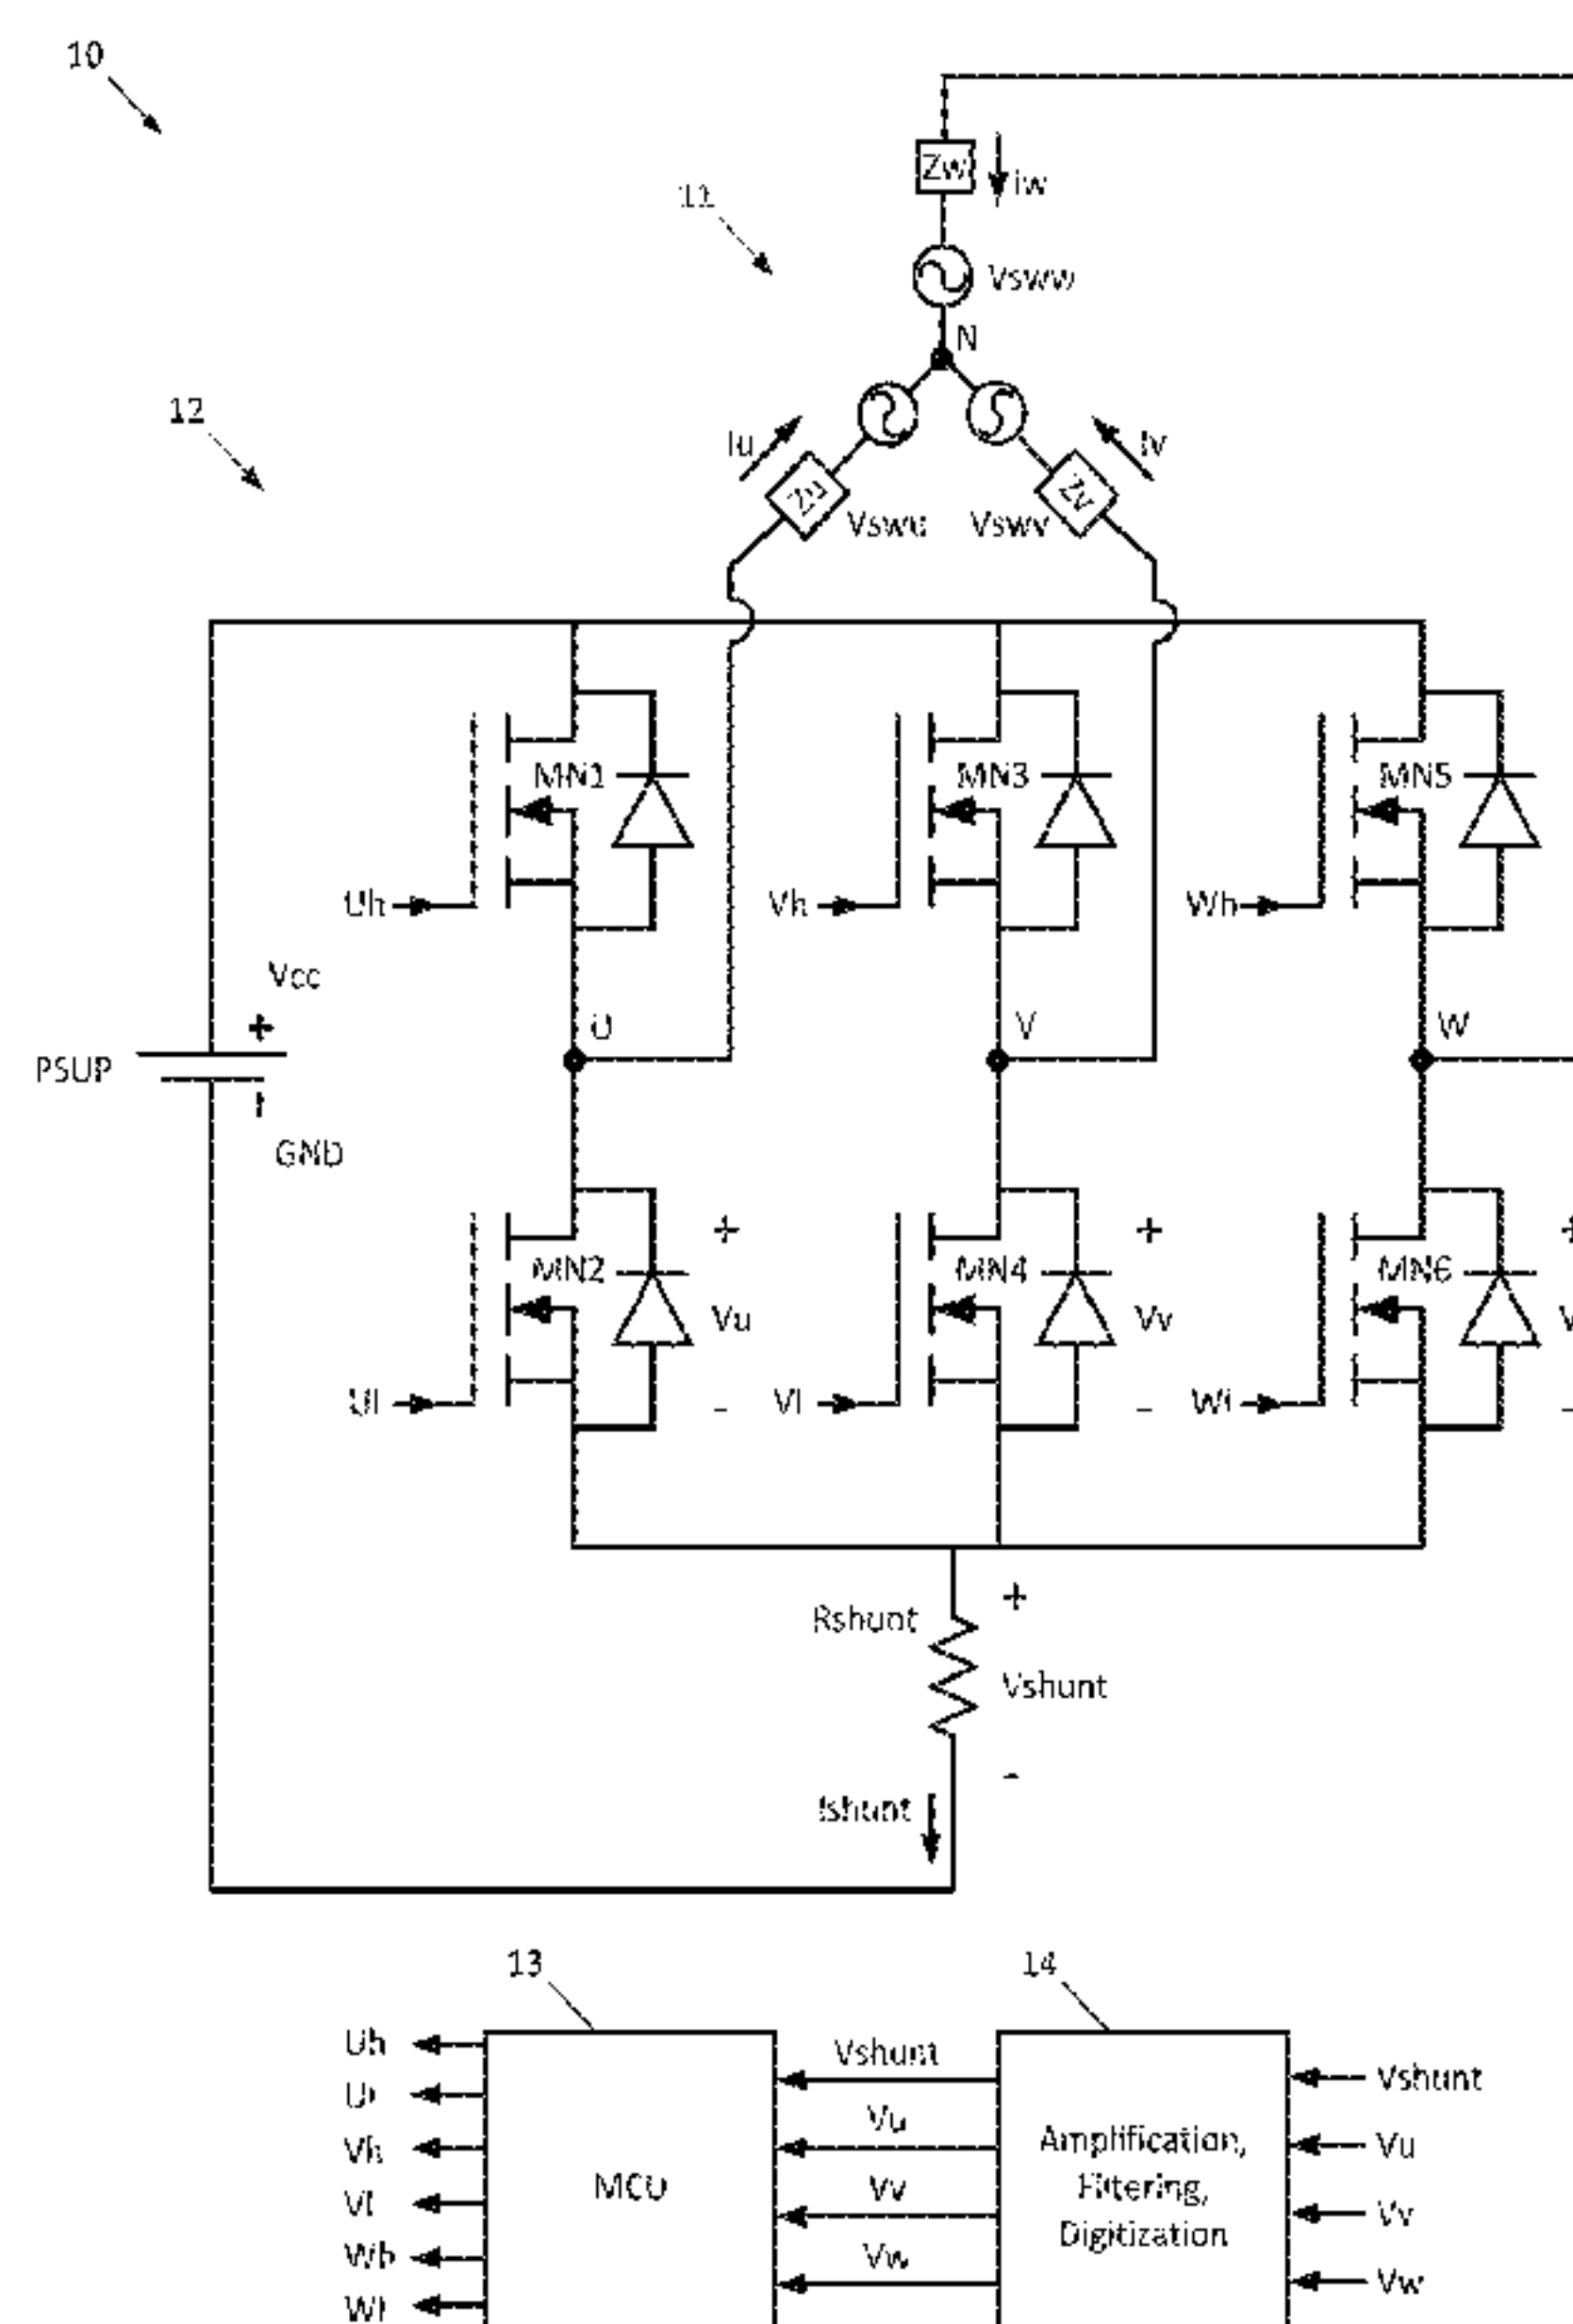 10
Zw
iw
11
Vsww
N
12
Iu
Iv
Zu
Zv
Vswu
Vswv
MN1
MN3
MN5
Uh
Vh
Wh
Vcc
+
U
V
W
PSUP
-
GND
+
+
+
MN2
MN4
MN6
Vu
Vv
V
Ul
Vl
Wl
-
-
-
+
Rshunt
Vshunt
-
Ishunt
13
14
Uh
Vshunt
Vshunt
Ul
Vu
Amplification,
Vu
Vh
MCU
Filtering,
Vl
Vv
Vv
Digitization
Wh
Vw
Vw
Wl